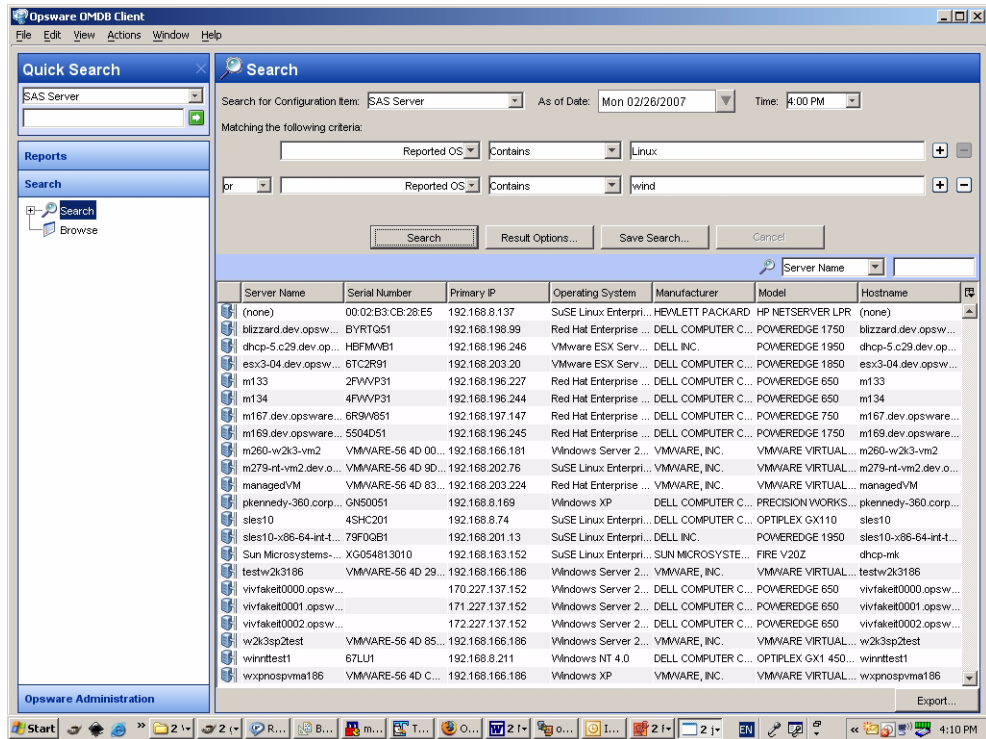 Opsware OMDB Client
File Edit View Actions Window Help
Quick Search
SAS Server
Reports
Search
Search
Browse
Opsware Administration
Search
Search for Configuration Item: SAS Server As of Date: Mon 02/26/2007 Time: 4:00 PM
Matching the following criteria:
Reported OS Contains Linux
or Reported OS Contains wind
Search Result Options... Save Search... Cancel
Server Name
Server Name Serial Number Primary IP Operating System Manufacturer Model Hostname
(none) 00:02:B3:CB:28:E5 192.168.8.137 SuSE Linux Enterpri... HEWLETT PACKARD HP NETSERVER LPR (none)
blizzard.dev.opsw... BYRTQ51 192.168.198.99 Red Hat Enterprise ... DELL COMPUTER C... POWEREDGE 1750 blizzard.dev.opsw...
dhcp-5.c29.dev.op... HBFMWB1 192.168.196.246 VMware ESX Serv... DELL INC. POWEREDGE 1950 dhcp-5.c29.dev.op...
esx3-04.dev.opsw... 6TC2R91 192.168.203.20 VMware ESX Serv... DELL COMPUTER C... POWEREDGE 1850 esx3-04.dev.opsw...
m133 2FWVP31 192.168.196.227 Red Hat Enterprise ... DELL COMPUTER C... POWEREDGE 650 m133
m134 4FWVP31 192.168.196.244 Red Hat Enterprise ... DELL COMPUTER C... POWEREDGE 650 m134
m167.dev.opsware... 6R9W851 192.168.197.147 Red Hat Enterprise ... DELL COMPUTER C... POWEREDGE 750 m167.dev.opsware...
m169.dev.opsware... 5504D51 192.168.196.245 Red Hat Enterprise ... DELL COMPUTER C... POWEREDGE 1750 m169.dev.opsware...
m260-w2k3-vm2 VMWARE-56 4D 00... 192.168.166.181 Windows Server 2... VMWARE, INC. VMWARE VIRTUAL... m260-w2k3-vm2
m279-nt-vm2.dev.o... VMWARE-56 4D 9D... 192.168.202.76 SuSE Linux Enterpri... VMWARE, INC. VMWARE VIRTUAL... m279-nt-vm2.dev.o...
managedVM VMWARE-56 4D 83... 192.168.203.224 Red Hat Enterprise ... VMWARE, INC. VMWARE VIRTUAL... managedVM
pkennedy-360.corp... GN50051 192.168.8.169 Windows XP DELL COMPUTER C... PRECISION WORKS... pkennedy-360.corp...
sles10 4SHC201 192.168.8.74 SuSE Linux Enterpri... DELL COMPUTER C... OPTIPLEX GX110 sles10
sles10-x86-64-int-t... 79F0QB1 192.168.201.13 SuSE Linux Enterpri... DELL INC. POWEREDGE 1950 sles10-x86-64-int-t...
Sun Microsystems-... XG054813010 192.168.163.152 SuSE Linux Enterpri... SUN MICROSYSTE... FIRE V20Z dhcp-mk
testw2k3186 VMWARE-56 4D 29... 192.168.166.186 Windows Server 2... VMWARE, INC. VMWARE VIRTUAL... testw2k3186
vivfakeit0000.opsw... 170.227.137.152 Windows Server 2... DELL COMPUTER C... POWEREDGE 650 vivfakeit0000.opsw...
vivfakeit0001.opsw... 171.227.137.152 Windows Server 2... DELL COMPUTER C... POWEREDGE 650 vivfakeit0001.opsw...
vivfakeit0002.opsw... 172.227.137.152 Windows Server 2... DELL COMPUTER C... POWEREDGE 650 vivfakeit0002.opsw...
w2k3sp2test VMWARE-56 4D 85... 192.168.166.186 Windows Server 2... VMWARE, INC. VMWARE VIRTUAL... w2k3sp2test
winnttest1 67LU1 192.168.8.211 Windows NT 4.0 DELL COMPUTER C... OPTIPLEX GX1 450... winnttest1
wxpnospvma186 VMWARE-56 4D C... 192.168.166.186 Windows XP VMWARE, INC. VMWARE VIRTUAL... wxpnospvma186
Export...
Start R... B... m... T... O... o... I... EN 4:10 PM